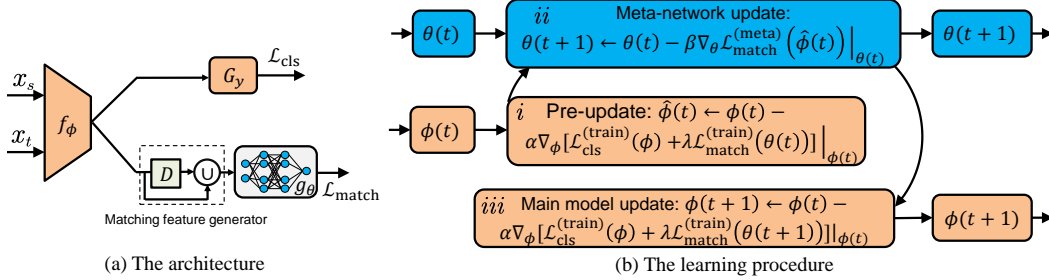 x_s
x_t
f_ϕ
G_y
ℒ_cls
D
∪
g_θ
ℒ_match
Matching feature generator
(a) The architecture
θ(t)
ii Meta-network update:
θ(t + 1) ← θ(t) − β∇_θ ℒ_match^(meta) (ϕ̂(t))|_θ(t)
θ(t + 1)
ϕ(t)
i Pre-update: ϕ̂(t) ← ϕ(t) −
α∇_ϕ[ℒ_cls^(train)(ϕ) +λℒ_match^(train)(θ(t))]|_ϕ(t)
iii Main model update: ϕ(t + 1) ← ϕ(t) −
α∇_ϕ[ℒ_cls^(train)(ϕ) + λℒ_match^(train)(θ(t + 1))]|_ϕ(t)
ϕ(t + 1)
(b) The learning procedure